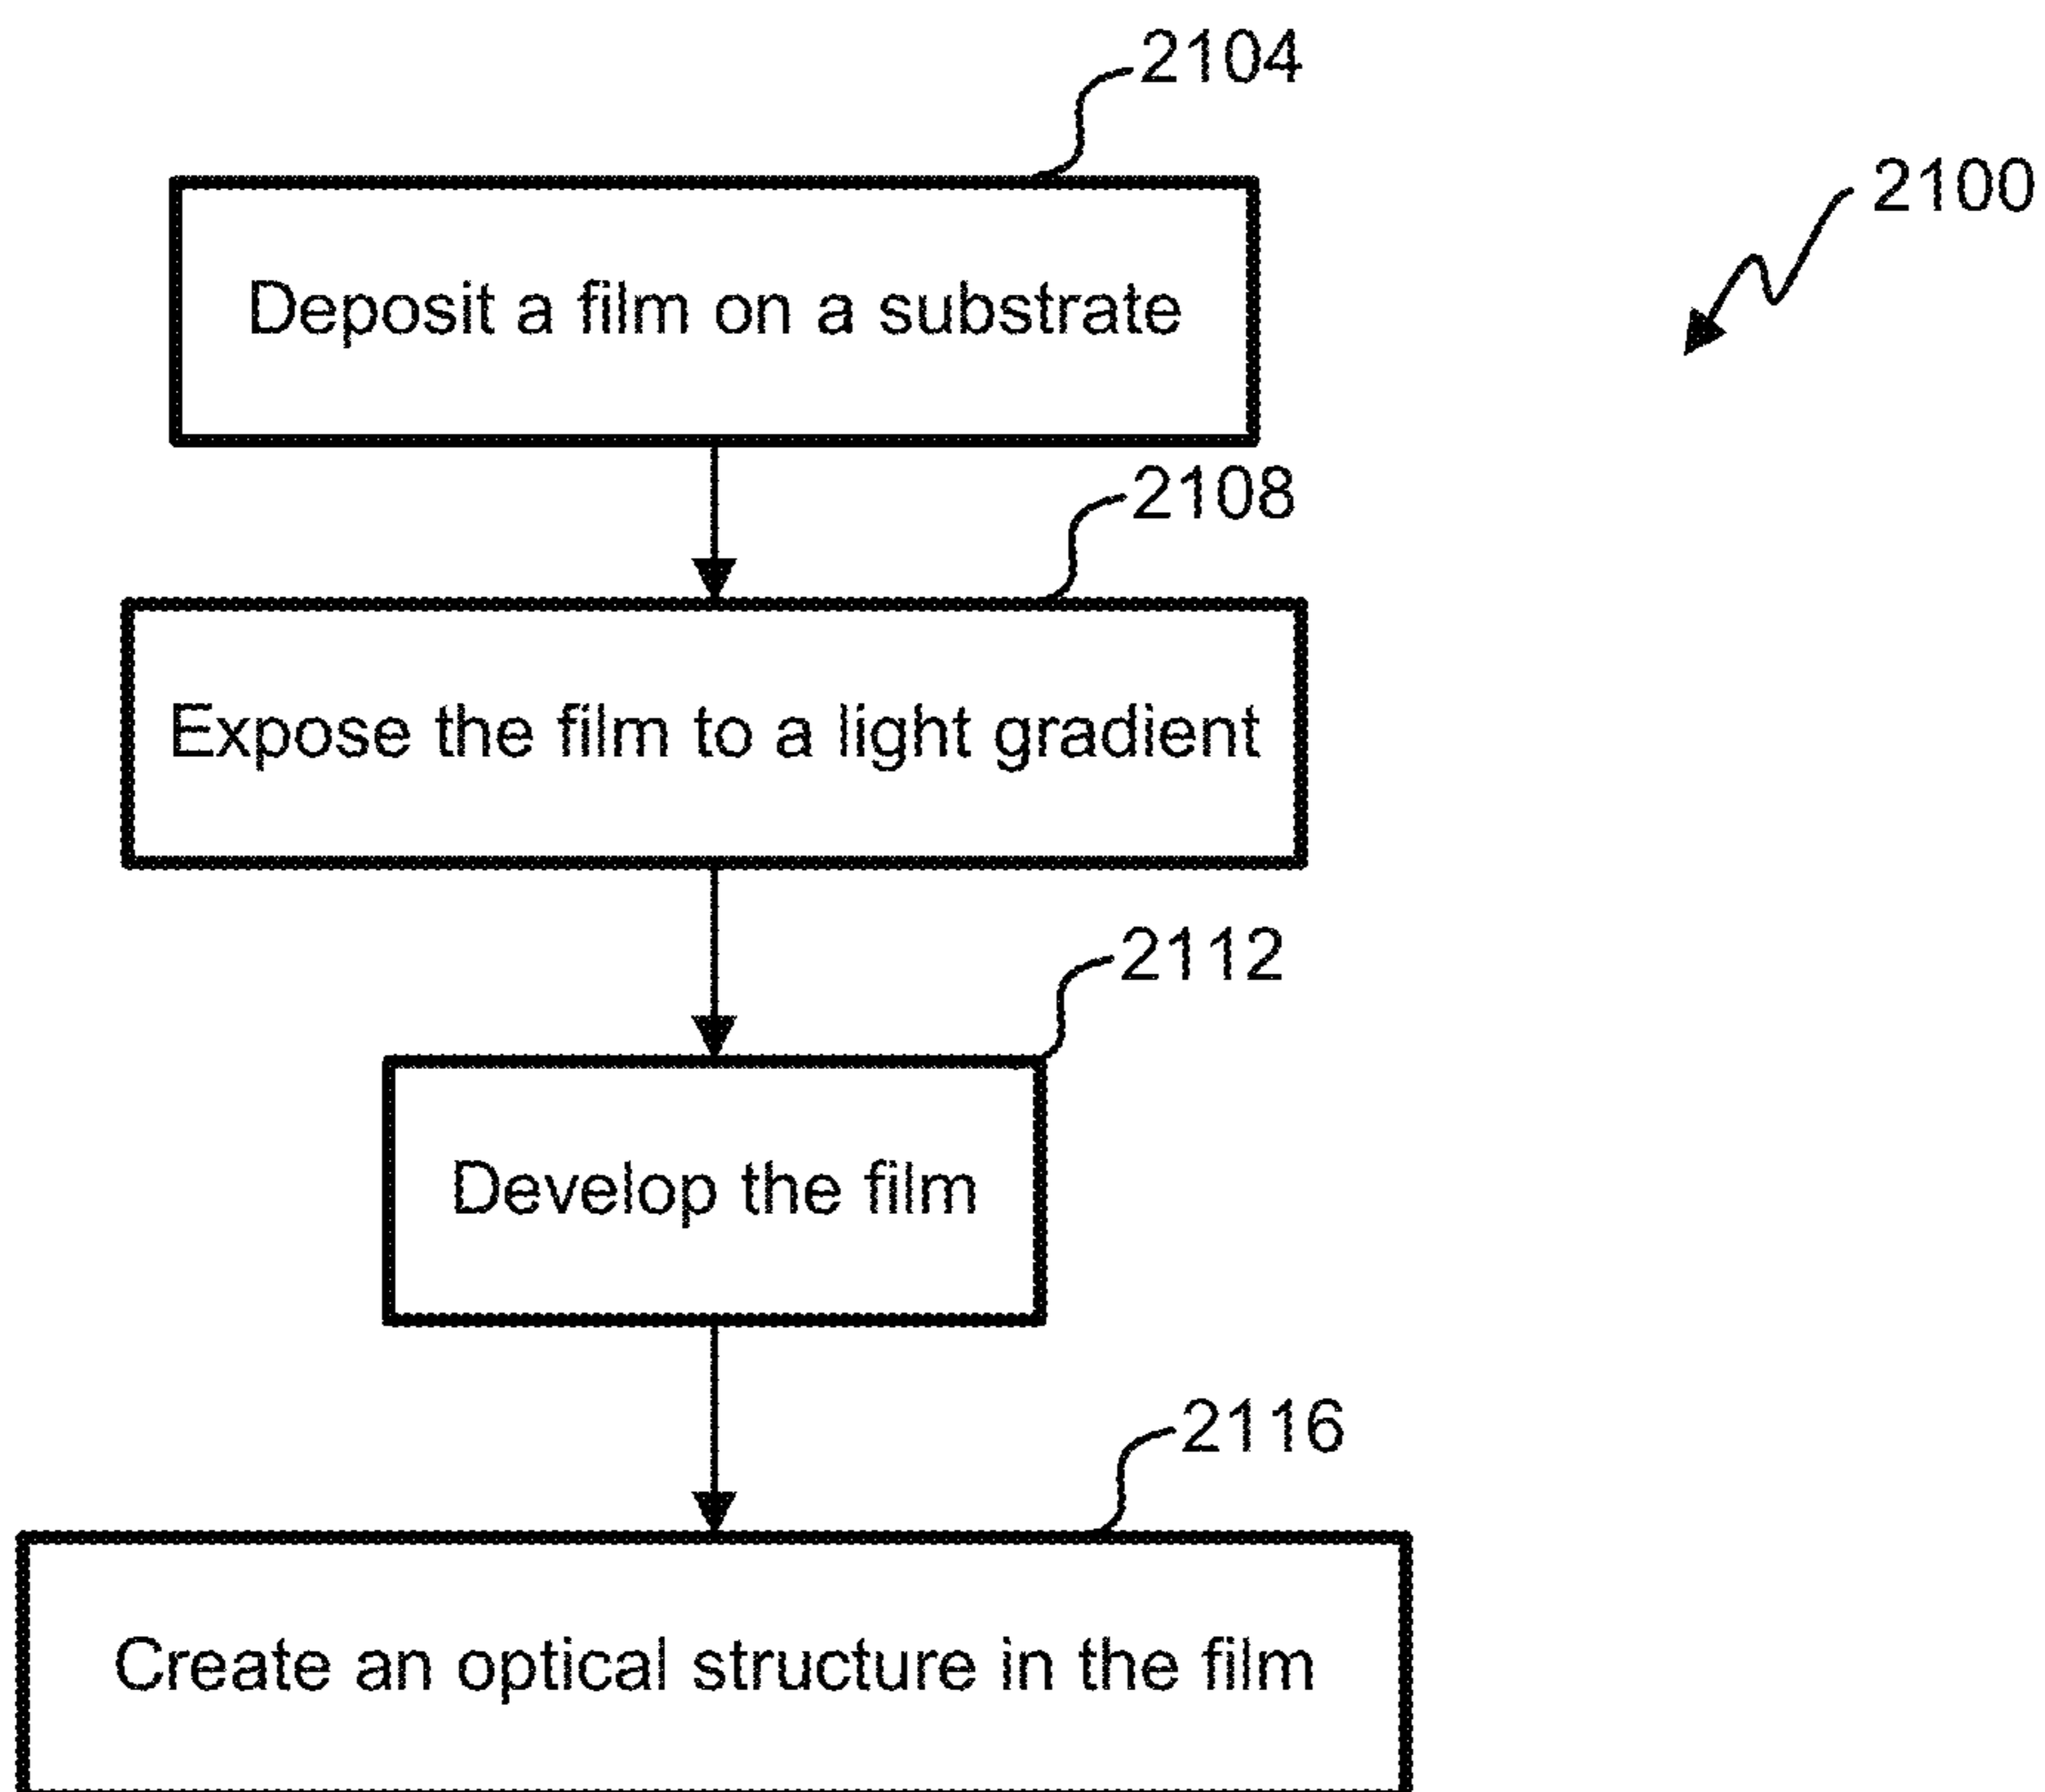 2104
2100
Deposit a film on a substrate
2108
Expose the film to a light gradient
2112
Develop the film
2116
Create an optical structure in the film